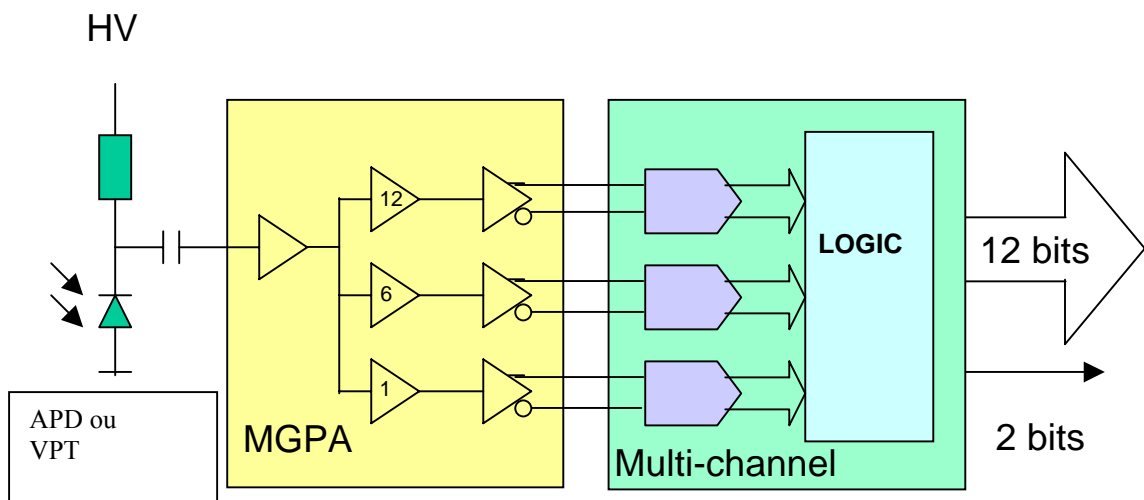 HV
12
6
1
LOGIC
12 bits
2 bits
APD ou
VPT
MGPA
Multi-channel